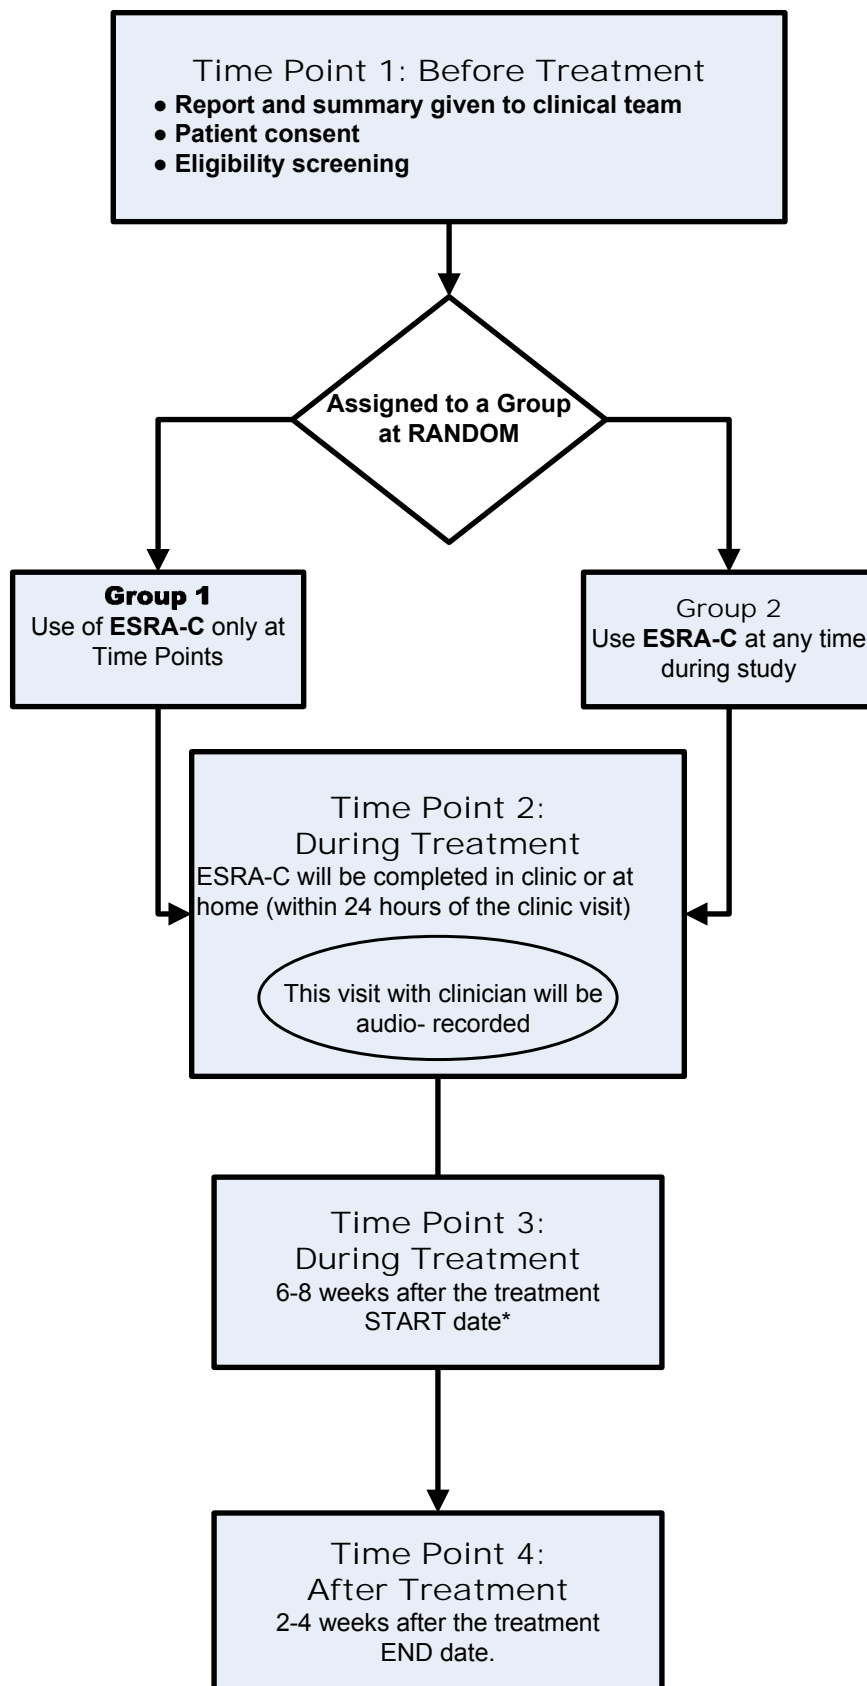 Time Point 1: Before Treatment
● Report and summary given to clinical team
● Patient consent
● Eligibility screening
Assigned to a Group
at RANDOM
Group 1
Use of ESRA-C only at
Time Points
Group 2
Use ESRA-C at any time
during study
Time Point 2:
During Treatment
ESRA-C will be completed in clinic or at
home (within 24 hours of the clinic visit)
This visit with clinician will be
audio- recorded
Time Point 3:
During Treatment
6-8 weeks after the treatment
START date*
Time Point 4:
After Treatment
2-4 weeks after the treatment
END date.